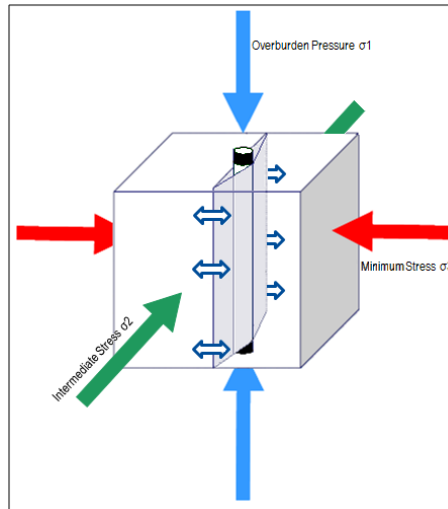 Overburden Pressure σ1
Minimum Stress
Intermediate Stress σ2